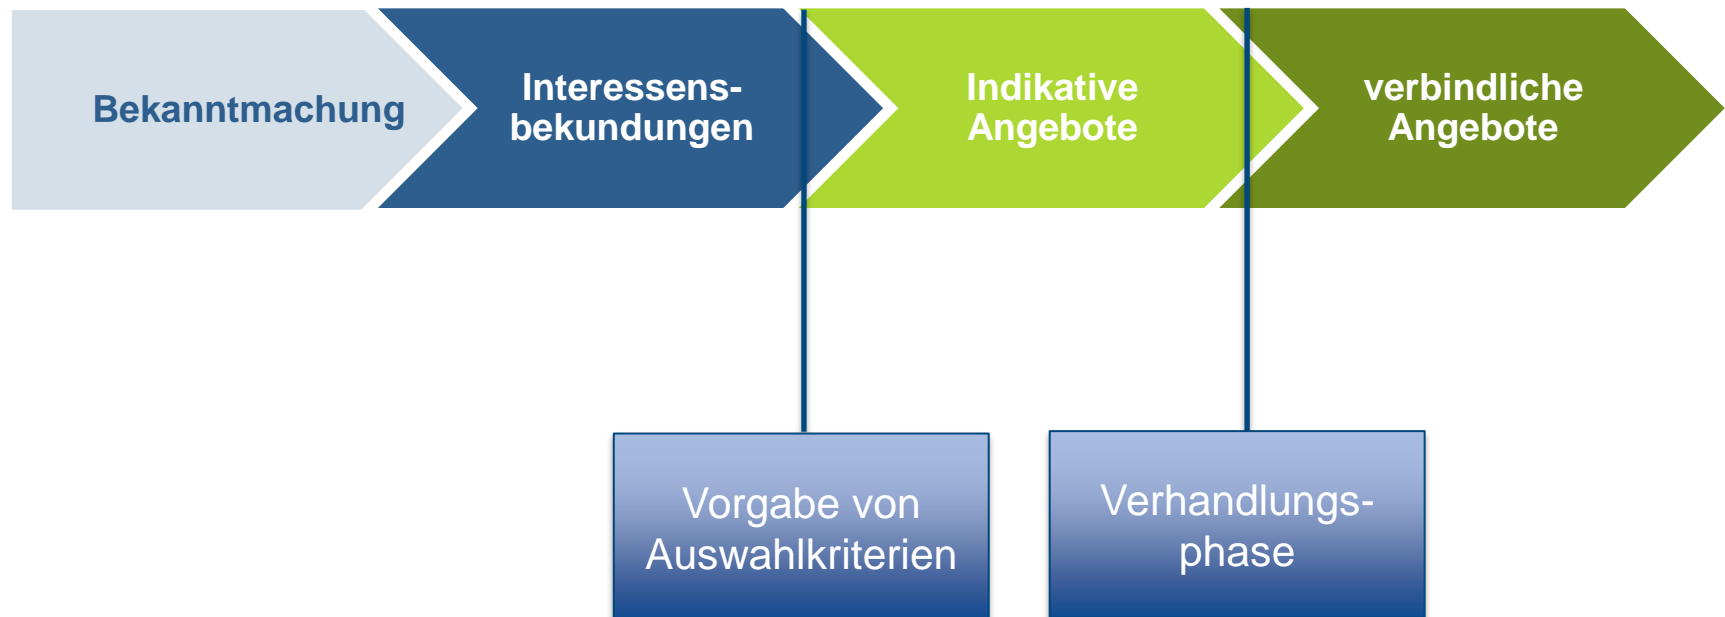 Bekanntmachung
Interessens-
bekundungen
Indikative
Angebote
verbindliche
Angebote
Vorgabe von
Auswahlkriterien
Verhandlungs-
phase